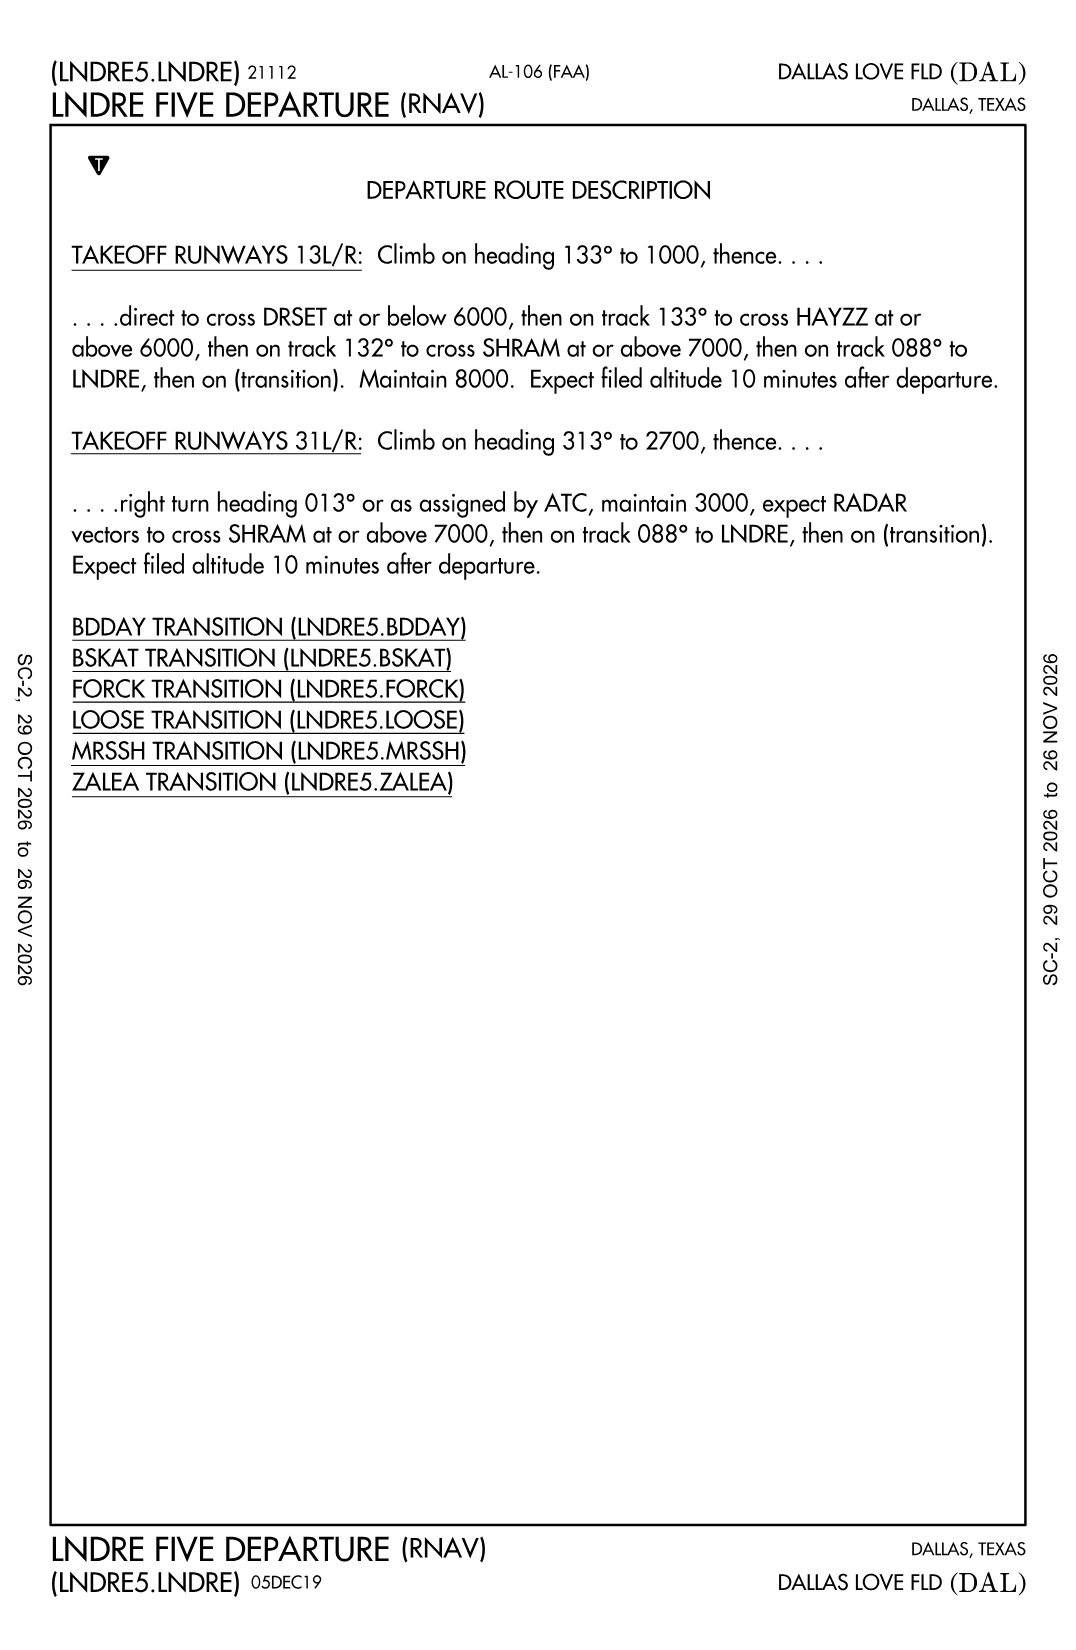 (LNDRE5.LNDRE) 21112
AL-106 (FAA)
DALLAS LOVE FLD (DAL)
LNDRE FIVE DEPARTURE (RNAV)
DALLAS, TEXAS
T
DEPARTURE ROUTE DESCRIPTION
TAKEOFF RUNWAYS 13L/R: Climb on heading 133° to 1000, thence. . . .
. . . .direct to cross DRSET at or below 6000, then on track 133° to cross HAYZZ at or
above 6000, then on track 132° to cross SHRAM at or above 7000, then on track 088° to
LNDRE, then on (transition). Maintain 8000. Expect filed altitude 10 minutes after departure.
TAKEOFF RUNWAYS 31L/R: Climb on heading 313° to 2700, thence. . . .
. . . .right turn heading 013° or as assigned by ATC, maintain 3000, expect RADAR
vectors to cross SHRAM at or above 7000, then on track 088° to LNDRE, then on (transition).
Expect filed altitude 10 minutes after departure.
BDDAY TRANSITION (LNDRE5.BDDAY)
BSKAT TRANSITION (LNDRE5.BSKAT)
FORCK TRANSITION (LNDRE5.FORCK)
LOOSE TRANSITION (LNDRE5.LOOSE)
MRSSH TRANSITION (LNDRE5.MRSSH)
ZALEA TRANSITION (LNDRE5.ZALEA)
SC-2, 29 OCT 2026 to 26 NOV 2026
SC-2, 29 OCT 2026 to 26 NOV 2026
LNDRE FIVE DEPARTURE (RNAV)
DALLAS, TEXAS
(LNDRE5.LNDRE) 05DEC19
DALLAS LOVE FLD (DAL)